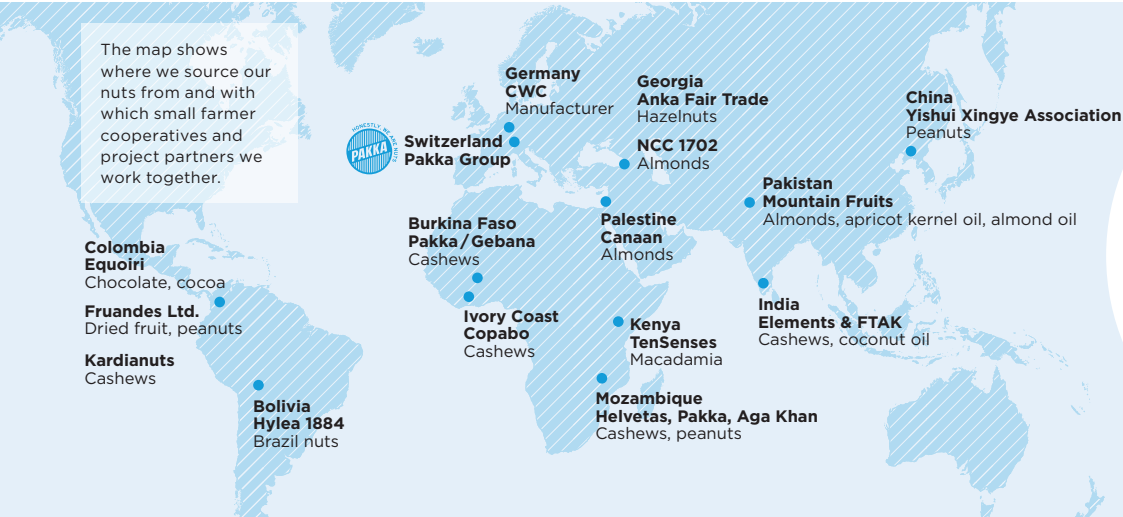 The map shows
where we source our
nuts from and with
which small farmer
cooperatives and
project partners we
work together.
Germany
CWC
Manufacturer
HONESTLY, WE ARE NUTS
PAKKA
Switzerland
Pakka Group
Georgia
Anka Fair Trade
Hazelnuts
NCC 1702
Almonds
China
Yishui Xingye Association
Peanuts
Pakistan
Mountain Fruits
Almonds, apricot kernel oil, almond oil
Burkina Faso
Pakka / Gebana
Cashews
Palestine
Canaan
Almonds
Colombia
Equoiri
Chocolate, cocoa
Fruandes Ltd.
Dried fruit, peanuts
Kardianuts
Cashews
Ivory Coast
Copabo
Cashews
Kenya
TenSenses
Macadamia
India
Elements & FTAK
Cashews, coconut oil
Bolivia
Hylea 1884
Brazil nuts
Mozambique
Helvetas, Pakka, Aga Khan
Cashews, peanuts